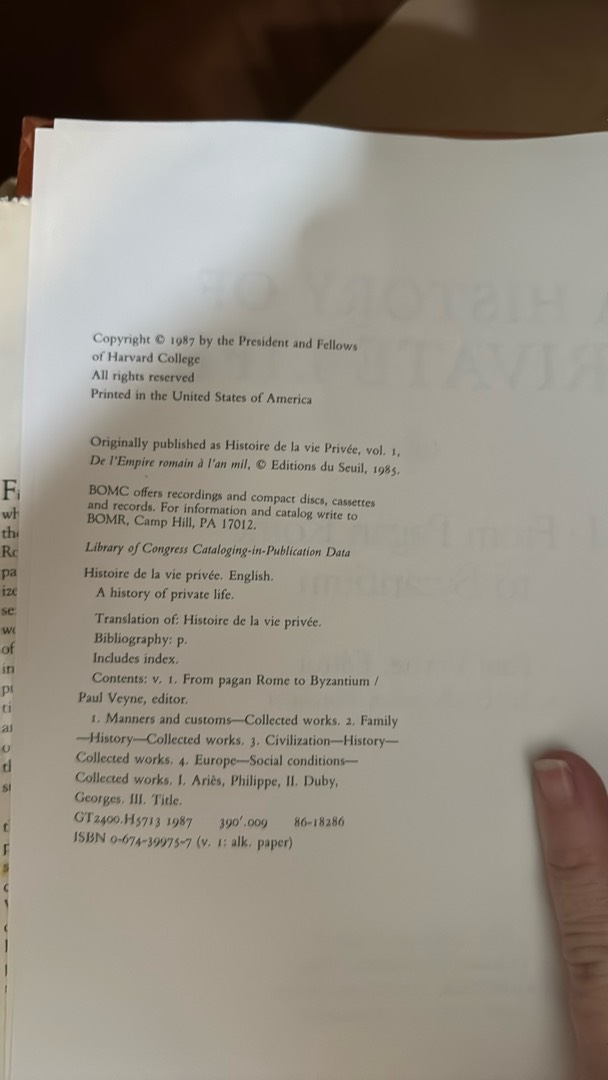 Copyright © 1987 by the President and Fellows
of Harvard College
All rights reserved
Printed in the United States of America
Originally published as Histoire de la vie Privée, vol. 1,
De l'Empire romain à l'an mil, © Editions du Seuil, 1985.
BOMC offers recordings and compact discs, cassettes
and records. For information and catalog write to
BOMR, Camp Hill, PA 17012.
Library of Congress Cataloging-in-Publication Data
Histoire de la vie privée. English.
A history of private life.
Translation of: Histoire de la vie privée.
Bibliography: p.
Includes index.
Contents: v. 1. From pagan Rome to Byzantium /
Paul Veyne, editor.
1. Manners and customs—Collected works. 2. Family
—History—Collected works. 3. Civilization—History—
Collected works. 4. Europe—Social conditions—
Collected works. I. Ariès, Philippe, II. Duby,
Georges. III. Title.
GT2400.H5713 1987 390'.009 86-18286
ISBN 0-674-39975-7 (v. 1: alk. paper)